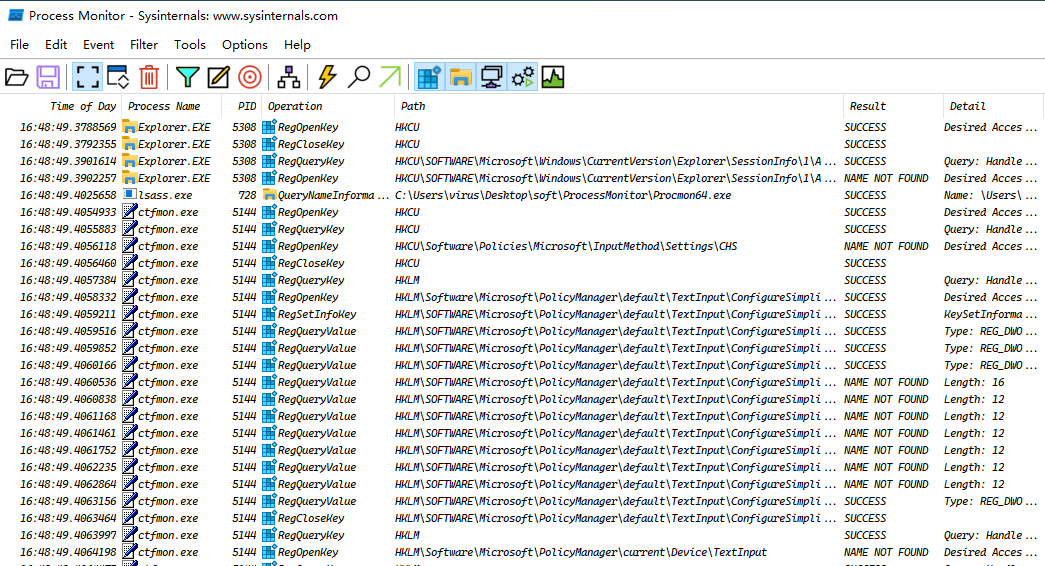 Process Monitor - Sysinternals: www.sysinternals.com
File Edit Event Filter Tools Options Help
Time of Day Process Name PID Operation Path Result Detail
16:48:49.3788569 Explorer.EXE 5308 RegOpenKey HKCU SUCCESS Desired Acces...
16:48:49.3792355 Explorer.EXE 5308 RegCloseKey HKCU SUCCESS
16:48:49.3901614 Explorer.EXE 5308 RegQueryKey HKCU\SOFTWARE\Microsoft\Windows\CurrentVersion\Explorer\SessionInfo\1\A... SUCCESS Query: Handle...
16:48:49.3902257 Explorer.EXE 5308 RegOpenKey HKCU\SOFTWARE\Microsoft\Windows\CurrentVersion\Explorer\SessionInfo\1\A... NAME NOT FOUND Desired Acces...
16:48:49.4025658 lsass.exe 728 QueryNameInforma... C:\Users\virus\Desktop\soft\ProcessMonitor\Procmon64.exe SUCCESS Name: \Users\...
16:48:49.4054933 ctfmon.exe 5144 RegOpenKey HKCU SUCCESS Desired Acces...
16:48:49.4055883 ctfmon.exe 5144 RegQueryKey HKCU SUCCESS Query: Handle...
16:48:49.4056118 ctfmon.exe 5144 RegOpenKey HKCU\Software\Policies\Microsoft\InputMethod\Settings\CHS NAME NOT FOUND Desired Acces...
16:48:49.4056460 ctfmon.exe 5144 RegCloseKey HKCU SUCCESS
16:48:49.4057384 ctfmon.exe 5144 RegQueryKey HKLM SUCCESS Query: Handle...
16:48:49.4058332 ctfmon.exe 5144 RegOpenKey HKLM\Software\Microsoft\PolicyManager\default\TextInput\ConfigureSimpli... SUCCESS Desired Acces...
16:48:49.4059211 ctfmon.exe 5144 RegSetInfoKey HKLM\SOFTWARE\Microsoft\PolicyManager\default\TextInput\ConfigureSimpli... SUCCESS KeySetInforma...
16:48:49.4059516 ctfmon.exe 5144 RegQueryValue HKLM\SOFTWARE\Microsoft\PolicyManager\default\TextInput\ConfigureSimpli... SUCCESS Type: REG_DWO...
16:48:49.4059852 ctfmon.exe 5144 RegQueryValue HKLM\SOFTWARE\Microsoft\PolicyManager\default\TextInput\ConfigureSimpli... SUCCESS Type: REG_DWO...
16:48:49.4060166 ctfmon.exe 5144 RegQueryValue HKLM\SOFTWARE\Microsoft\PolicyManager\default\TextInput\ConfigureSimpli... SUCCESS Type: REG_DWO...
16:48:49.4060536 ctfmon.exe 5144 RegQueryValue HKLM\SOFTWARE\Microsoft\PolicyManager\default\TextInput\ConfigureSimpli... NAME NOT FOUND Length: 16
16:48:49.4060838 ctfmon.exe 5144 RegQueryValue HKLM\SOFTWARE\Microsoft\PolicyManager\default\TextInput\ConfigureSimpli... NAME NOT FOUND Length: 12
16:48:49.4061168 ctfmon.exe 5144 RegQueryValue HKLM\SOFTWARE\Microsoft\PolicyManager\default\TextInput\ConfigureSimpli... NAME NOT FOUND Length: 12
16:48:49.4061461 ctfmon.exe 5144 RegQueryValue HKLM\SOFTWARE\Microsoft\PolicyManager\default\TextInput\ConfigureSimpli... NAME NOT FOUND Length: 12
16:48:49.4061752 ctfmon.exe 5144 RegQueryValue HKLM\SOFTWARE\Microsoft\PolicyManager\default\TextInput\ConfigureSimpli... NAME NOT FOUND Length: 12
16:48:49.4062235 ctfmon.exe 5144 RegQueryValue HKLM\SOFTWARE\Microsoft\PolicyManager\default\TextInput\ConfigureSimpli... NAME NOT FOUND Length: 12
16:48:49.4062864 ctfmon.exe 5144 RegQueryValue HKLM\SOFTWARE\Microsoft\PolicyManager\default\TextInput\ConfigureSimpli... NAME NOT FOUND Length: 12
16:48:49.4063156 ctfmon.exe 5144 RegQueryValue HKLM\SOFTWARE\Microsoft\PolicyManager\default\TextInput\ConfigureSimpli... SUCCESS Type: REG_DWO...
16:48:49.4063464 ctfmon.exe 5144 RegCloseKey HKLM\SOFTWARE\Microsoft\PolicyManager\default\TextInput\ConfigureSimpli... SUCCESS
16:48:49.4063997 ctfmon.exe 5144 RegQueryKey HKLM SUCCESS Query: Handle...
16:48:49.4064198 ctfmon.exe 5144 RegOpenKey HKLM\Software\Microsoft\PolicyManager\current\Device\TextInput NAME NOT FOUND Desired Acces...